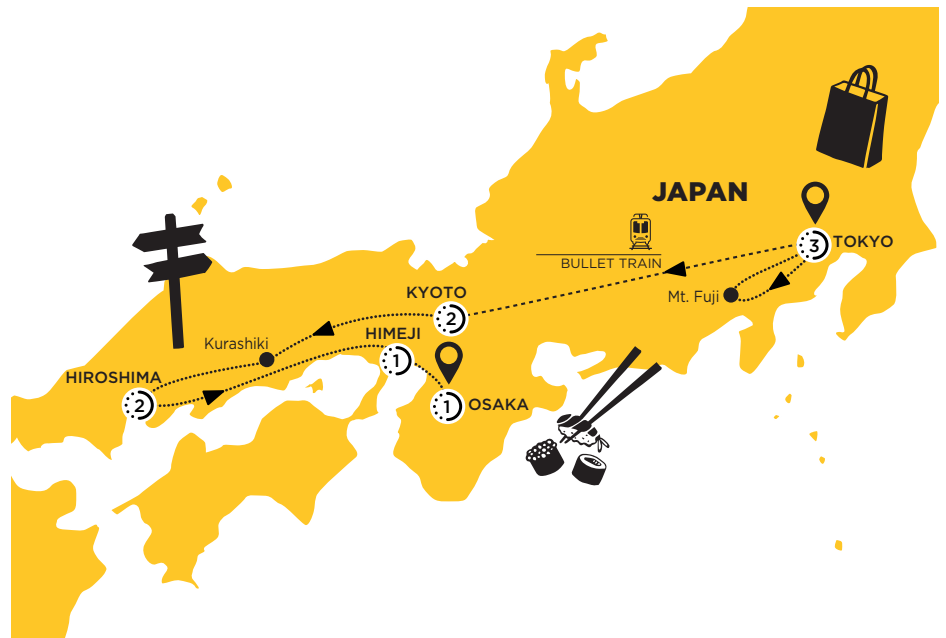 JAPAN
3 TOKYO
BULLET TRAIN
Mt. Fuji
KYOTO
2
HIMEJI
1
Kurashiki
HIROSHIMA
2
1 OSAKA